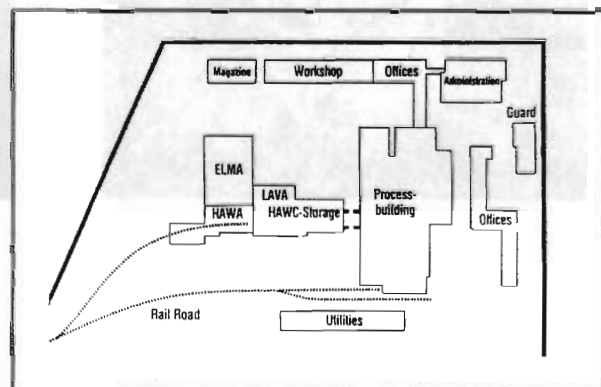 Magazine
Workshop
Offices
Administration
Guard
ELMA
LAVA
HAWA
HAWC-Storage
Process-
building
Offices
Rail Road
Utilities